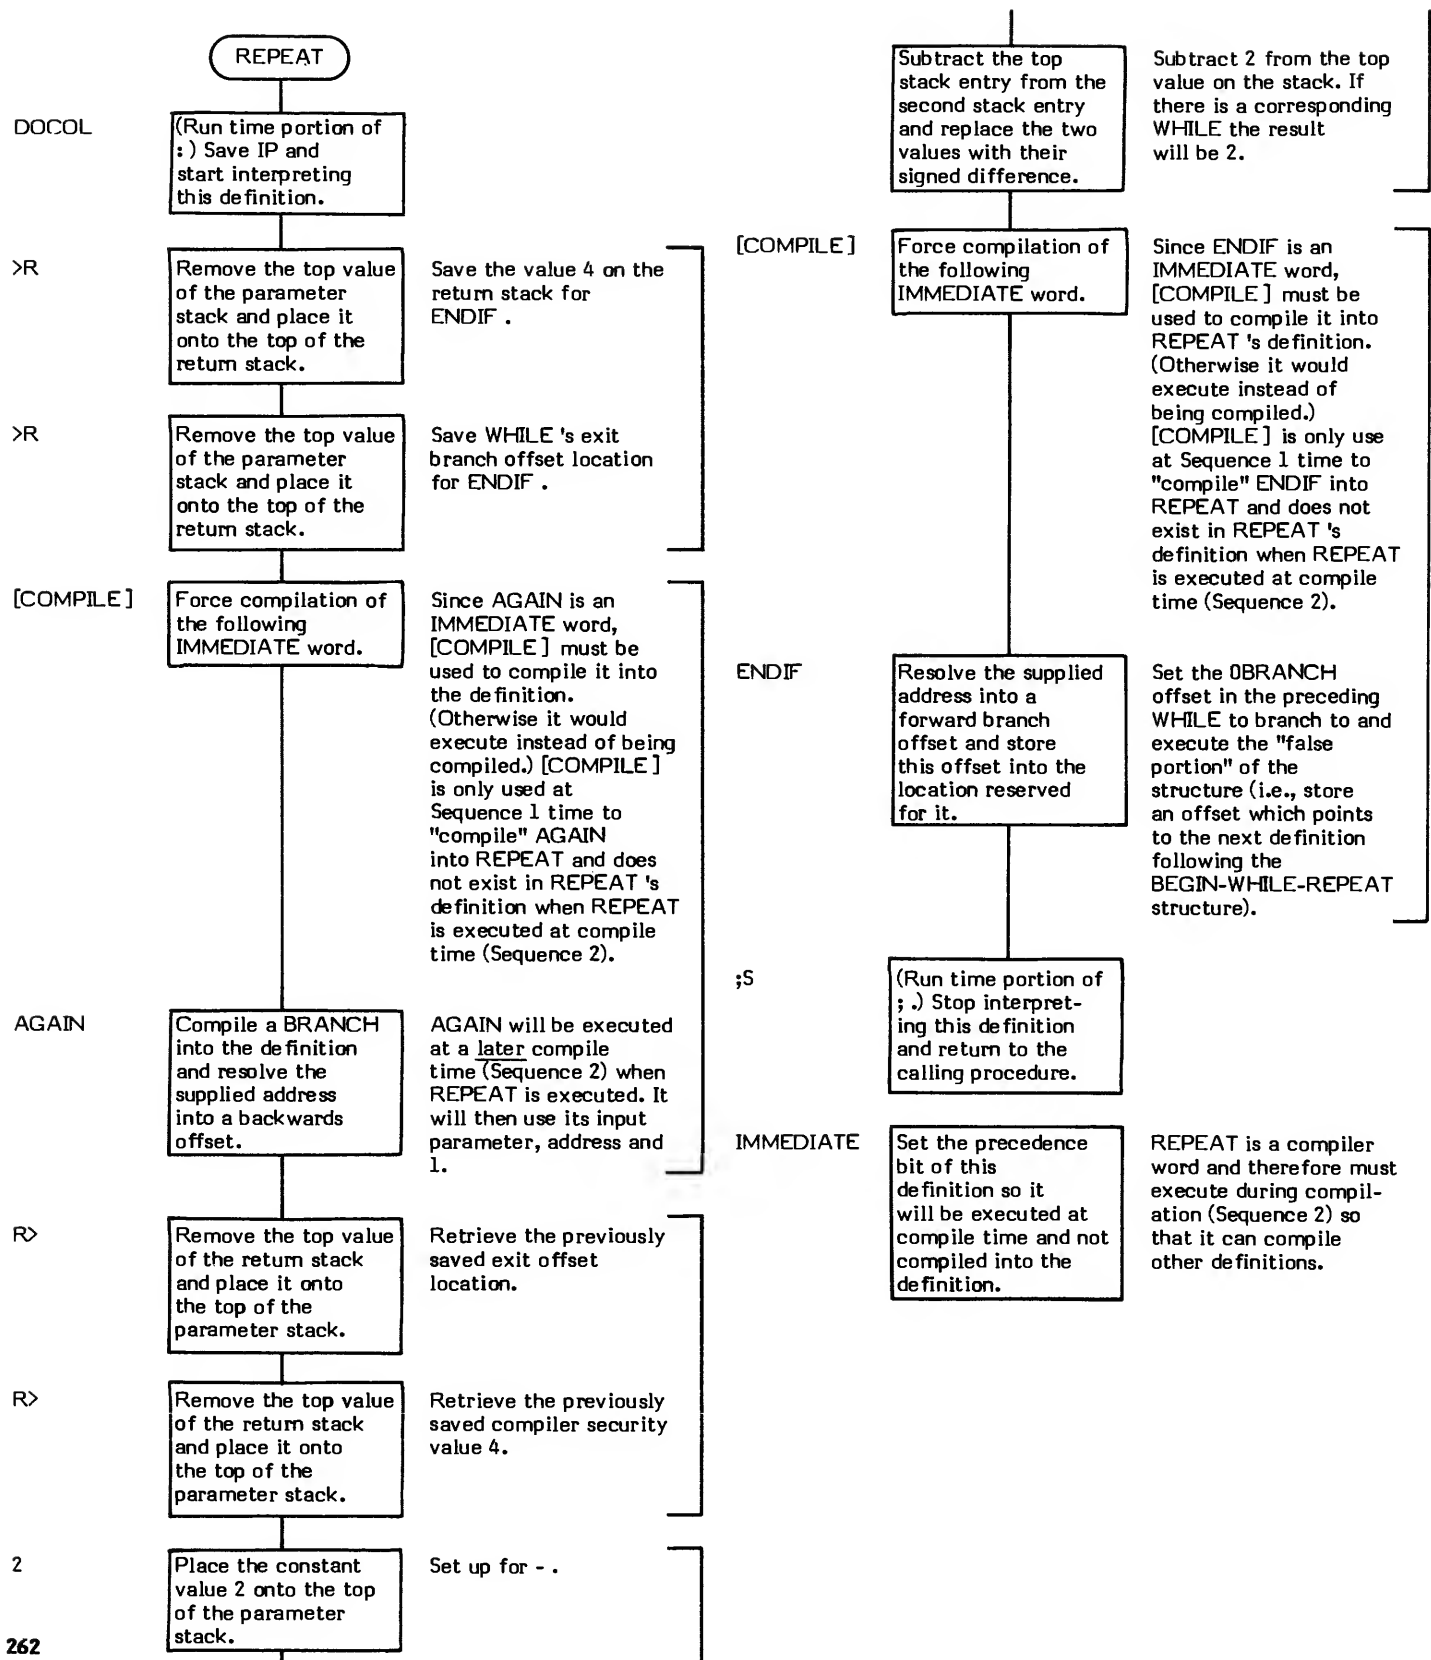 REPEAT
DOCOL
(Run time portion of
: ) Save IP and
start interpreting
this definition.
>R
Remove the top value
of the parameter
stack and place it
onto the top of the
return stack.
Save the value 4 on the
return stack for
ENDIF .
>R
Remove the top value
of the parameter
stack and place it
onto the top of the
return stack.
Save WHILE 's exit
branch offset location
for ENDIF .
[COMPILE]
Force compilation of
the following
IMMEDIATE word.
Since AGAIN is an
IMMEDIATE word,
[COMPILE ] must be
used to compile it into
the definition.
(Otherwise it would
execute instead of being
compiled.) [COMPILE ]
is only used at
Sequence 1 time to
"compile" AGAIN
into REPEAT and does
not exist in REPEAT 's
definition when REPEAT
is executed at compile
time (Sequence 2).
AGAIN
Compile a BRANCH
into the definition
and resolve the
supplied address
into a backwards
offset.
AGAIN will be executed
at a later compile
time (Sequence 2) when
REPEAT is executed. It
will then use its input
parameter, address and
1.
R>
Remove the top value
of the return stack
and place it onto
the top of the
parameter stack.
Retrieve the previously
saved exit offset
location.
R>
Remove the top value
of the return stack
and place it onto
the top of the
parameter stack.
Retrieve the previously
saved compiler security
value 4.
2
Place the constant
value 2 onto the top
of the parameter
stack.
Set up for - .
262
Subtract the top
stack entry from the
second stack entry
and replace the two
values with their
signed difference.
Subtract 2 from the top
value on the stack. If
there is a corresponding
WHILE the result
will be 2.
[COMPILE]
Force compilation of
the following
IMMEDIATE word.
Since ENDIF is an
IMMEDIATE word,
[COMPILE ] must be
used to compile it into
REPEAT 's definition.
(Otherwise it would
execute instead of
being compiled.)
[COMPILE ] is only use
at Sequence 1 time to
"compile" ENDIF into
REPEAT and does not
exist in REPEAT 's
definition when REPEAT
is executed at compile
time (Sequence 2).
ENDIF
Resolve the supplied
address into a
forward branch
offset and store
this offset into the
location reserved
for it.
Set the 0BRANCH
offset in the preceding
WHILE to branch to and
execute the "false
portion" of the
structure (i.e., store
an offset which points
to the next definition
following the
BEGIN-WHILE-REPEAT
structure).
;S
(Run time portion of
; .) Stop interpret-
ing this definition
and return to the
calling procedure.
IMMEDIATE
Set the precedence
bit of this
definition so it
will be executed at
compile time and not
compiled into the
definition.
REPEAT is a compiler
word and therefore must
execute during compil-
ation (Sequence 2) so
that it can compile
other definitions.